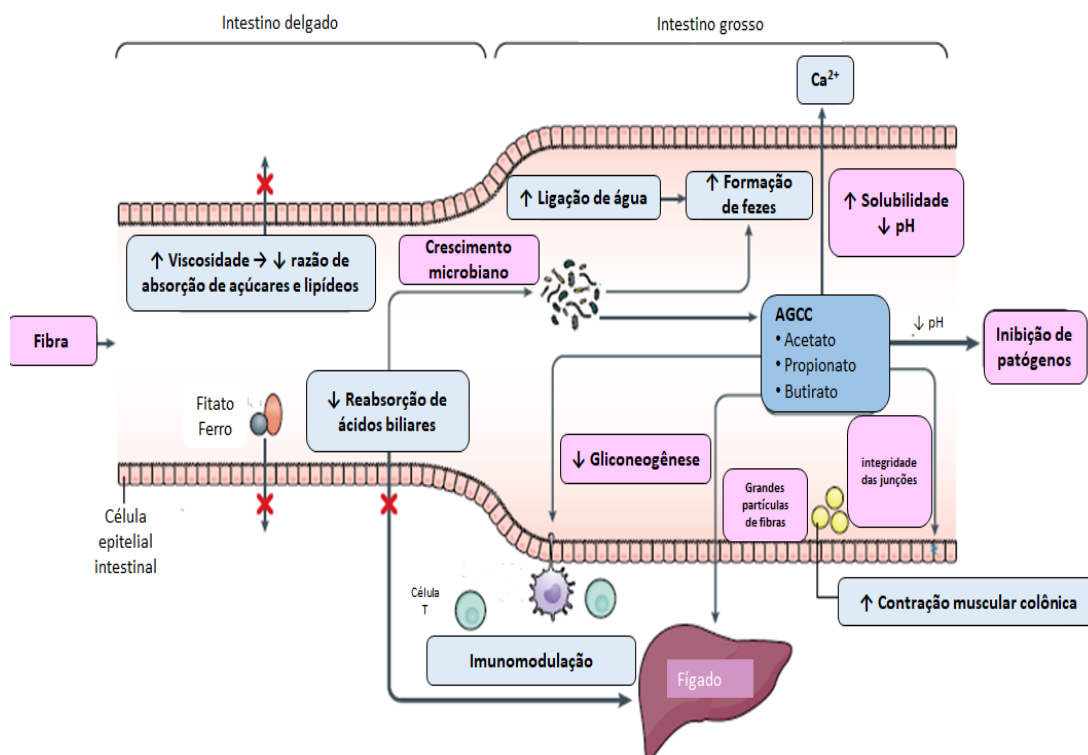 Intestino delgado
Intestino grosso
Ca²⁺
↑ Ligação de água
↑ Formação
de fezes
↑ Solubilidade
↓ pH
↑ Viscosidade → ↓ razão de
absorção de açúcares e lipídeos
Crescimento
microbiano
Fibra
AGCC
• Acetato
• Propionato
• Butirato
↓ pH
Inibição de
patógenos
Fitato
Ferro
↓ Reabsorção de
ácidos biliares
↓ Gliconeogênese
Grandes
partículas
de fibras
integridade
das junções
Célula
epitelial
intestinal
Célula
T
Imunomodulação
Fígado
↑ Contração muscular colônica